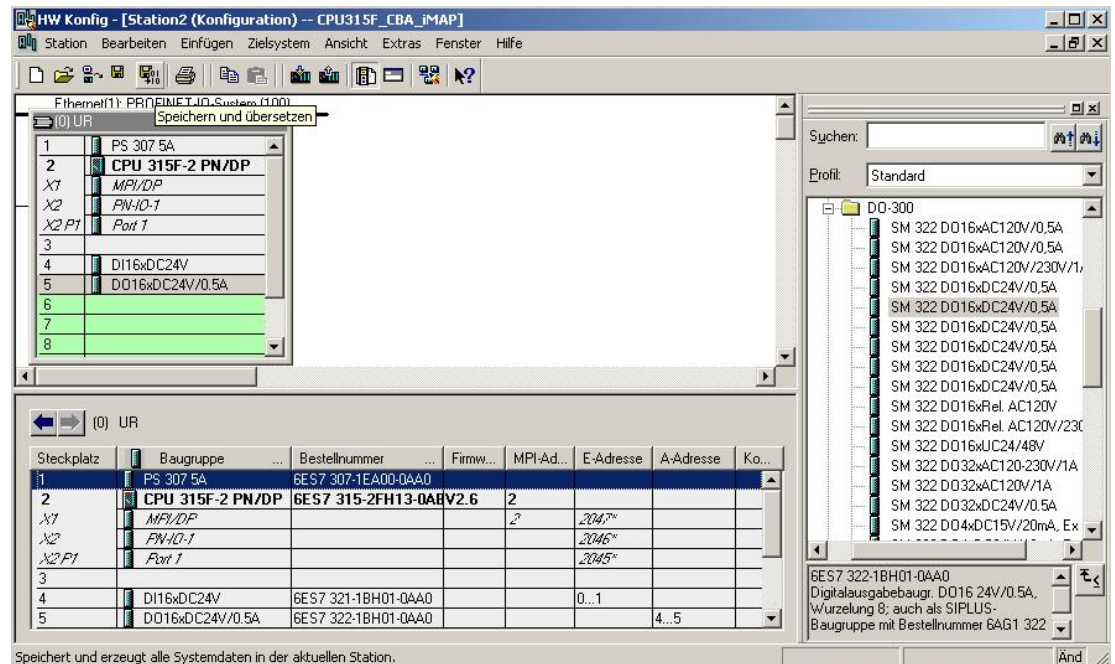 HW Konfig - [Station2 (Konfiguration) -- CPU315F_CBA_iMAP]
Station Bearbeiten Einfügen Zielsystem Ansicht Extras Fenster Hilfe
Ethernet(1): PROFINET-IO-System (100)
Speichern und übersetzen
(0) UR
1 PS 307 5A
2 CPU 315F-2 PN/DP
X1 MPI/DP
X2 PN-IO-1
X2 P1 Port 1
3
4 DI16xDC24V
5 DO16xDC24V/0.5A
6
7
8
Suchen:
Profil: Standard
DO-300
SM 322 DO16xAC120V/0,5A
SM 322 DO16xAC120V/0,5A
SM 322 DO16xAC120V/230V/1
SM 322 DO16xDC24V/0,5A
SM 322 DO16xDC24V/0,5A
SM 322 DO16xDC24V/0,5A
SM 322 DO16xDC24V/0,5A
SM 322 DO16xDC24V/0,5A
SM 322 DO16xDC24V/0,5A
SM 322 DO16xRel. AC120V
SM 322 DO16xRel. AC120V/230
SM 322 DO16xUC24/48V
SM 322 DO32xAC120-230V/1A
SM 322 DO32xAC120V/1A
SM 322 DO32xDC24V/0.5A
SM 322 DO4xDC15V/20mA, Ex
(0) UR
Steckplatz Baugruppe ... Bestellnummer ... Firmw... MPI-Ad... E-Adresse A-Adresse Ko...
1 PS 307 5A 6ES7 307-1EA00-0AA0
2 CPU 315F-2 PN/DP 6ES7 315-2FH13-0AB V2.6 2
X1 MPI/DP 2 2047*
X2 PN-IO-1 2046*
X2 P1 Port 1 2045*
3
4 DI16xDC24V 6ES7 321-1BH01-0AA0 0...1
5 DO16xDC24V/0.5A 6ES7 322-1BH01-0AA0 4...5
6ES7 322-1BH01-0AA0
Digitalausgabebaugr. DO16 24V/0.5A,
Wurzelung 8; auch als SIPLUS-
Baugruppe mit Bestellnummer 6AG1 322
Speichert und erzeugt alle Systemdaten in der aktuellen Station.
Änd